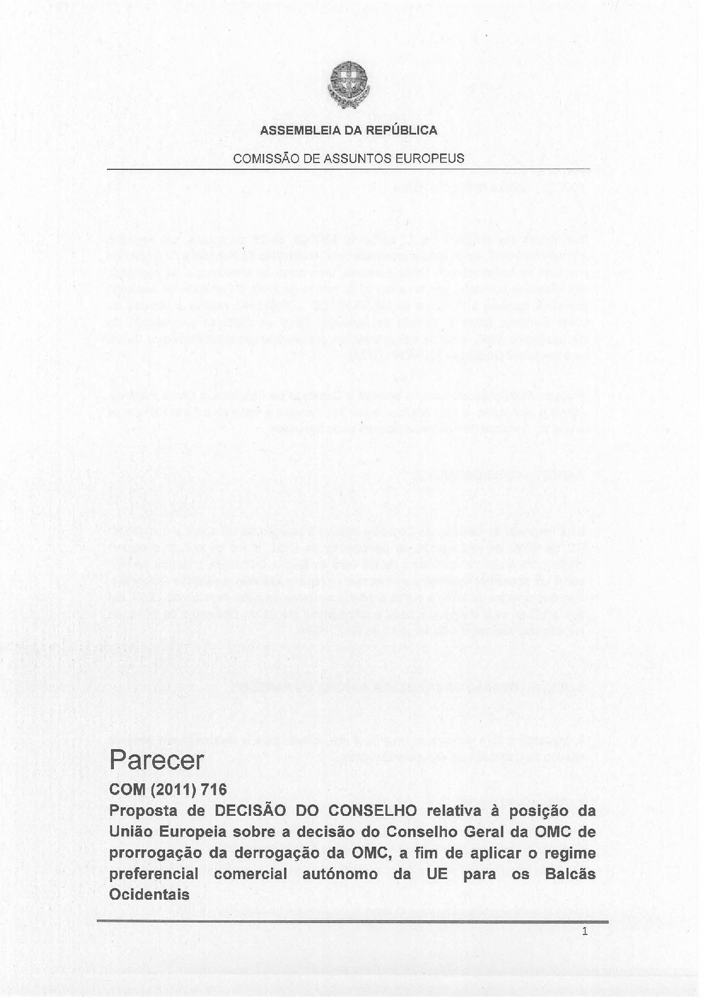 ASSEMBLEIA DA REPÚBLICA
COMISSÃO DE ASSUNTOS EUROPEUS
Parecer
COM (2011) 716
Proposta de DECISÃO DO CONSELHO relativa à posição da
União Europeia sobre a decisão do Conselho Geral da OMC de
prorrogação da derrogação da OMC, a fim de aplicar o regime
preferencial comercial autónomo da UE para os Balcãs
Ocidentais
1